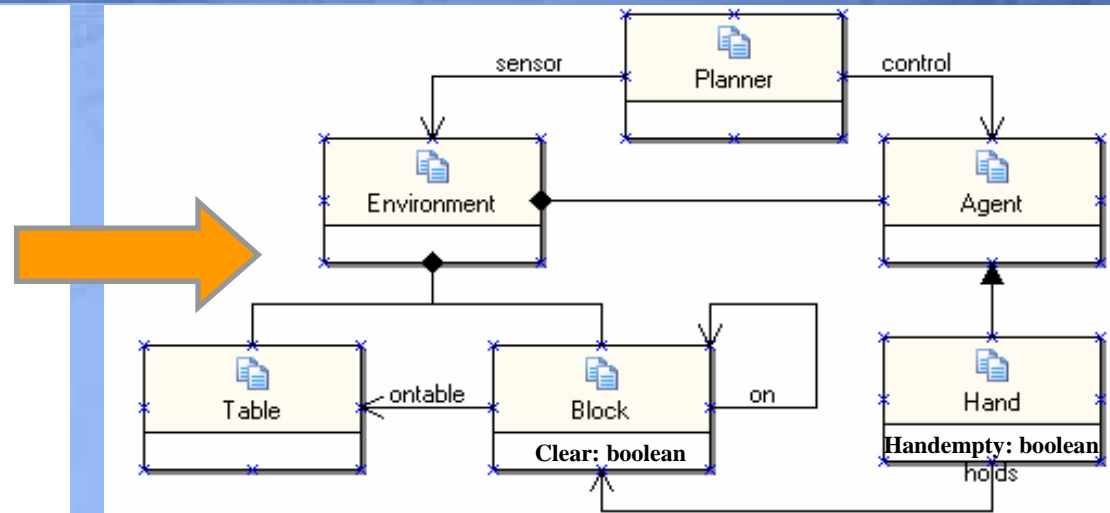 Planner
sensor
control
Environment
Agent
Table
ontable
Block
Clear: boolean
on
Hand
Handempty: boolean
holds